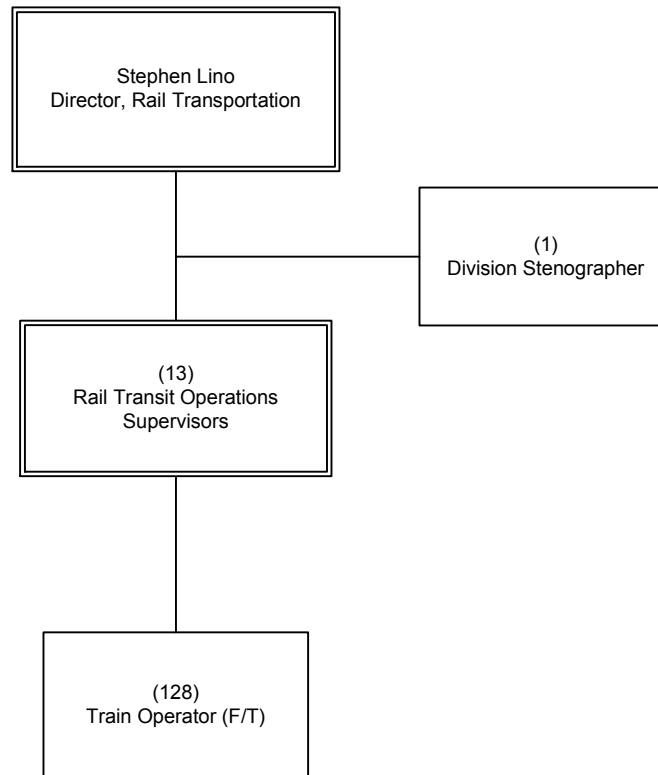 Stephen Lino
Director, Rail Transportation
(1)
Division Stenographer
(13)
Rail Transit Operations
Supervisors
(128)
Train Operator (F/T)